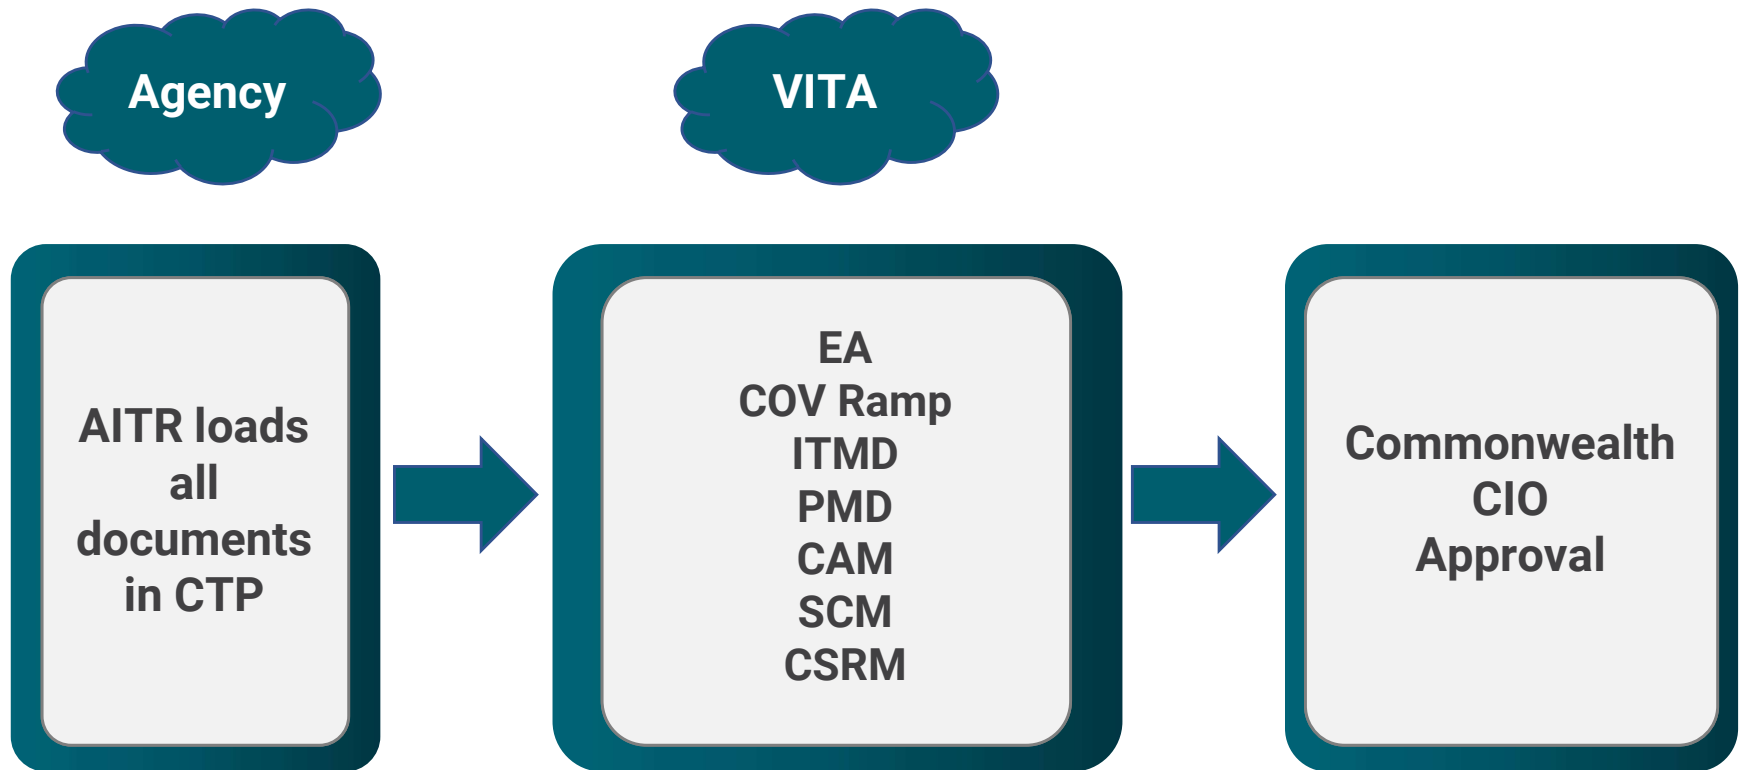 Agency
VITA
AITR loads
all
documents
in CTP
EA
COV Ramp
ITMD
PMD
CAM
SCM
CSRM
Commonwealth
CIO
Approval